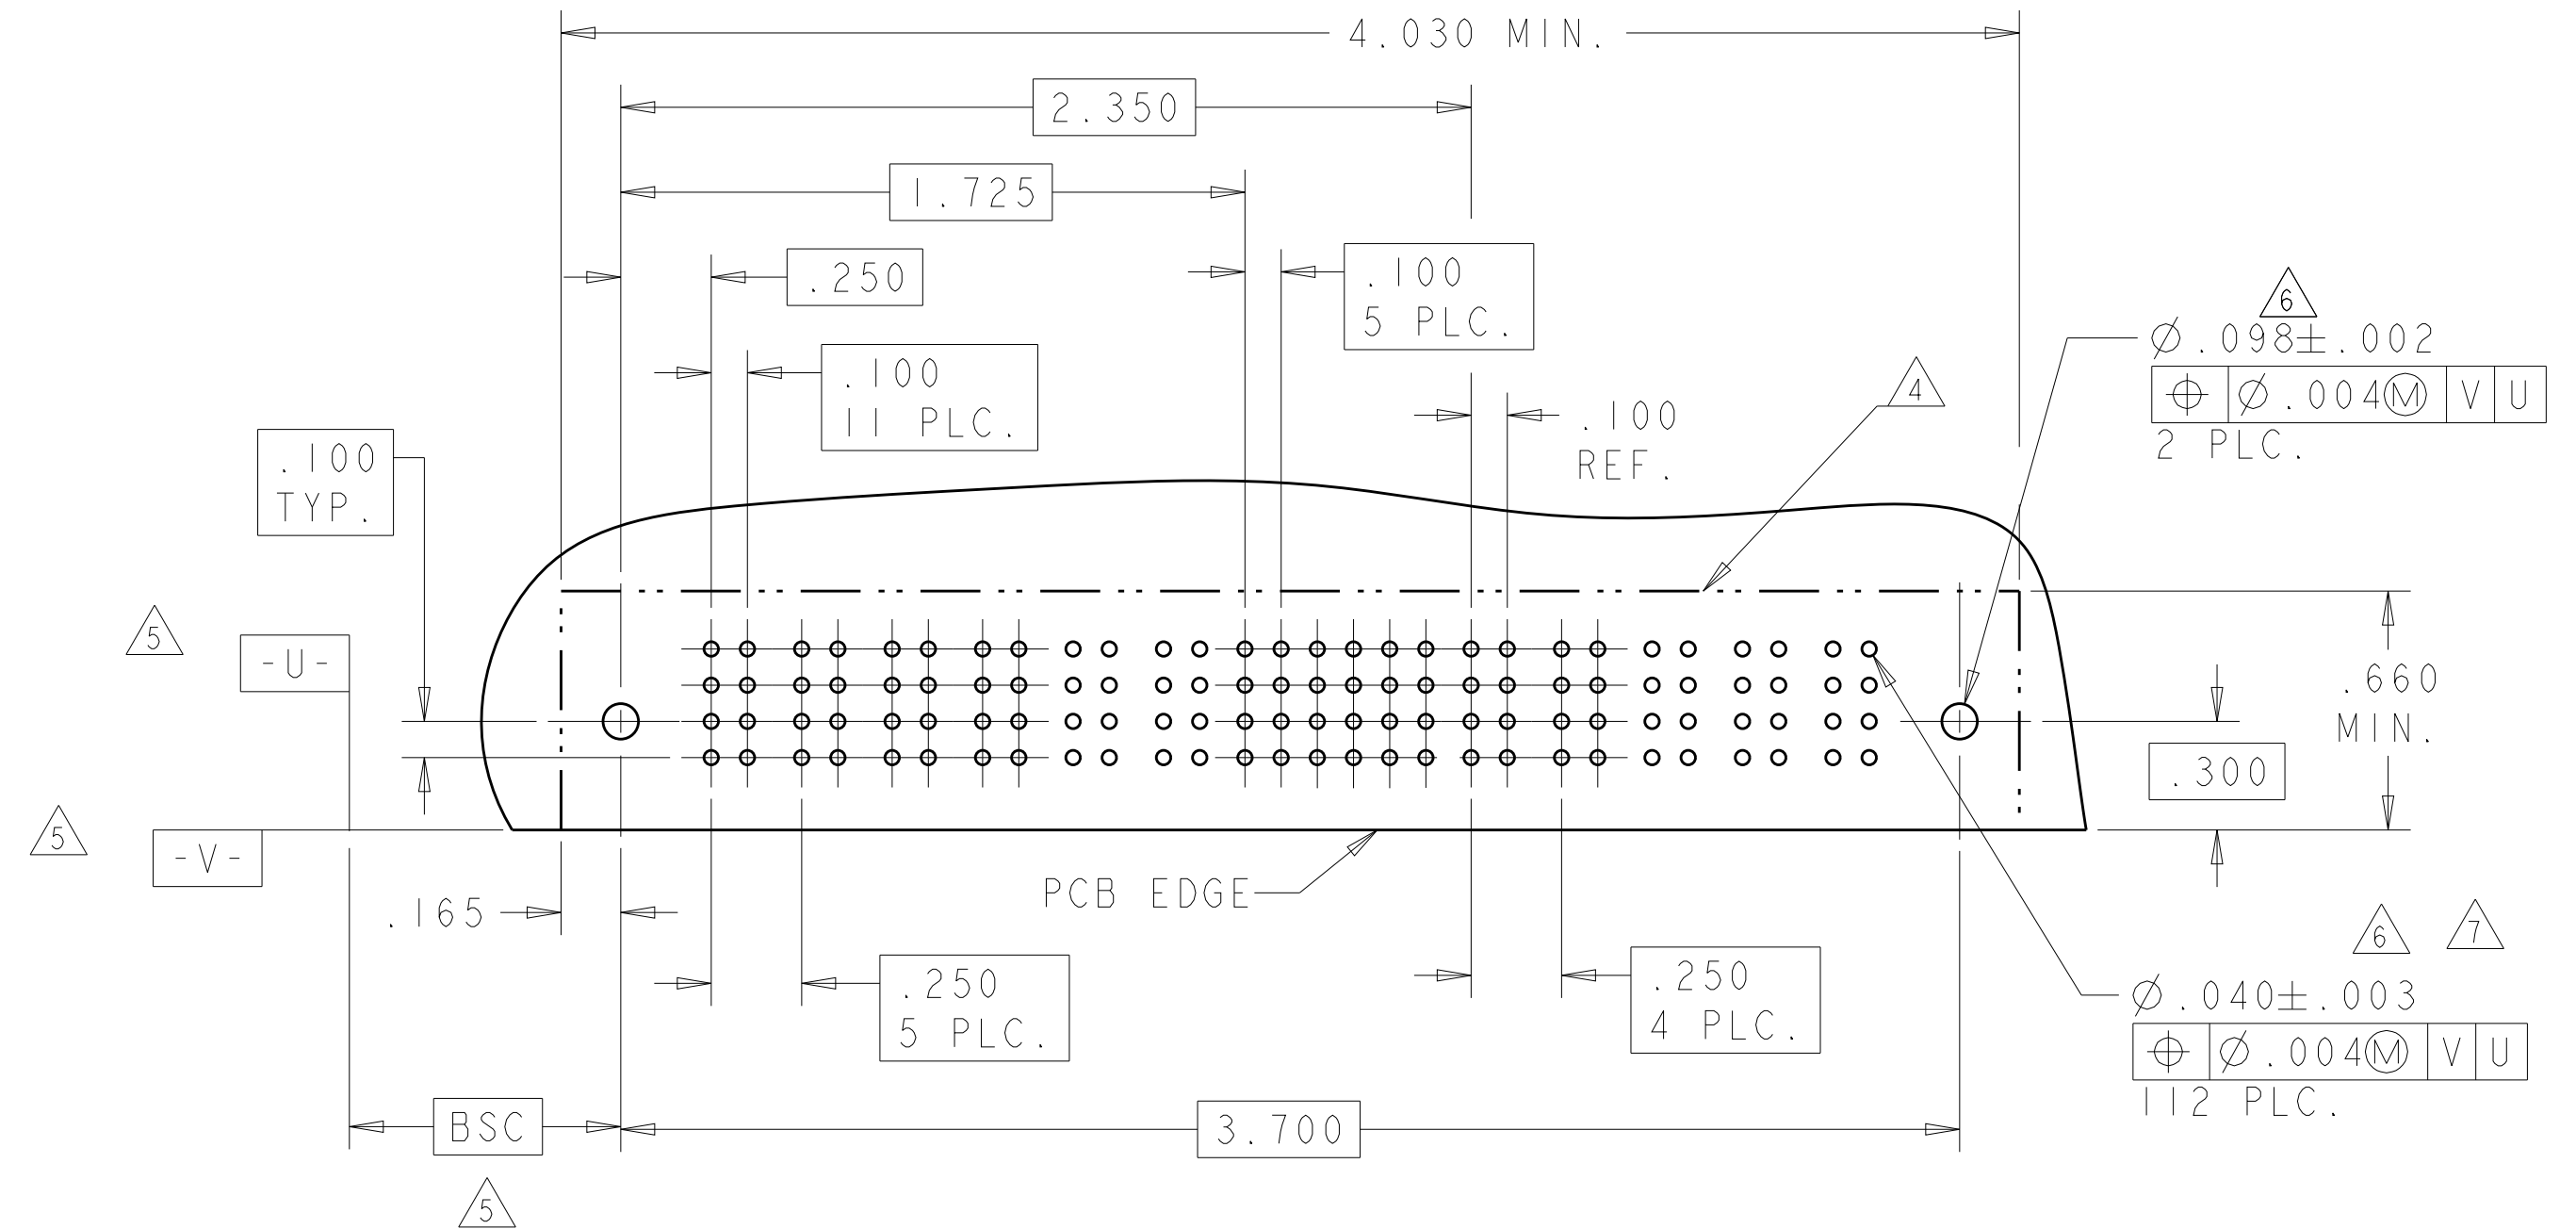 4.030 MIN.
2.350
1.725
.250
.100
5 PLC.
.100
11 PLC.
.100
REF.
.100
TYP.
4
6
Ø.098±.002
⌖ Ø.004Ⓜ V U
2 PLC.
5
-U-
5
-V-
.660
MIN.
.300
.165
PCB EDGE
.250
5 PLC.
.250
4 PLC.
6
7
Ø.040±.003
⌖ Ø.004Ⓜ V U
112 PLC.
BSC
3.700
5